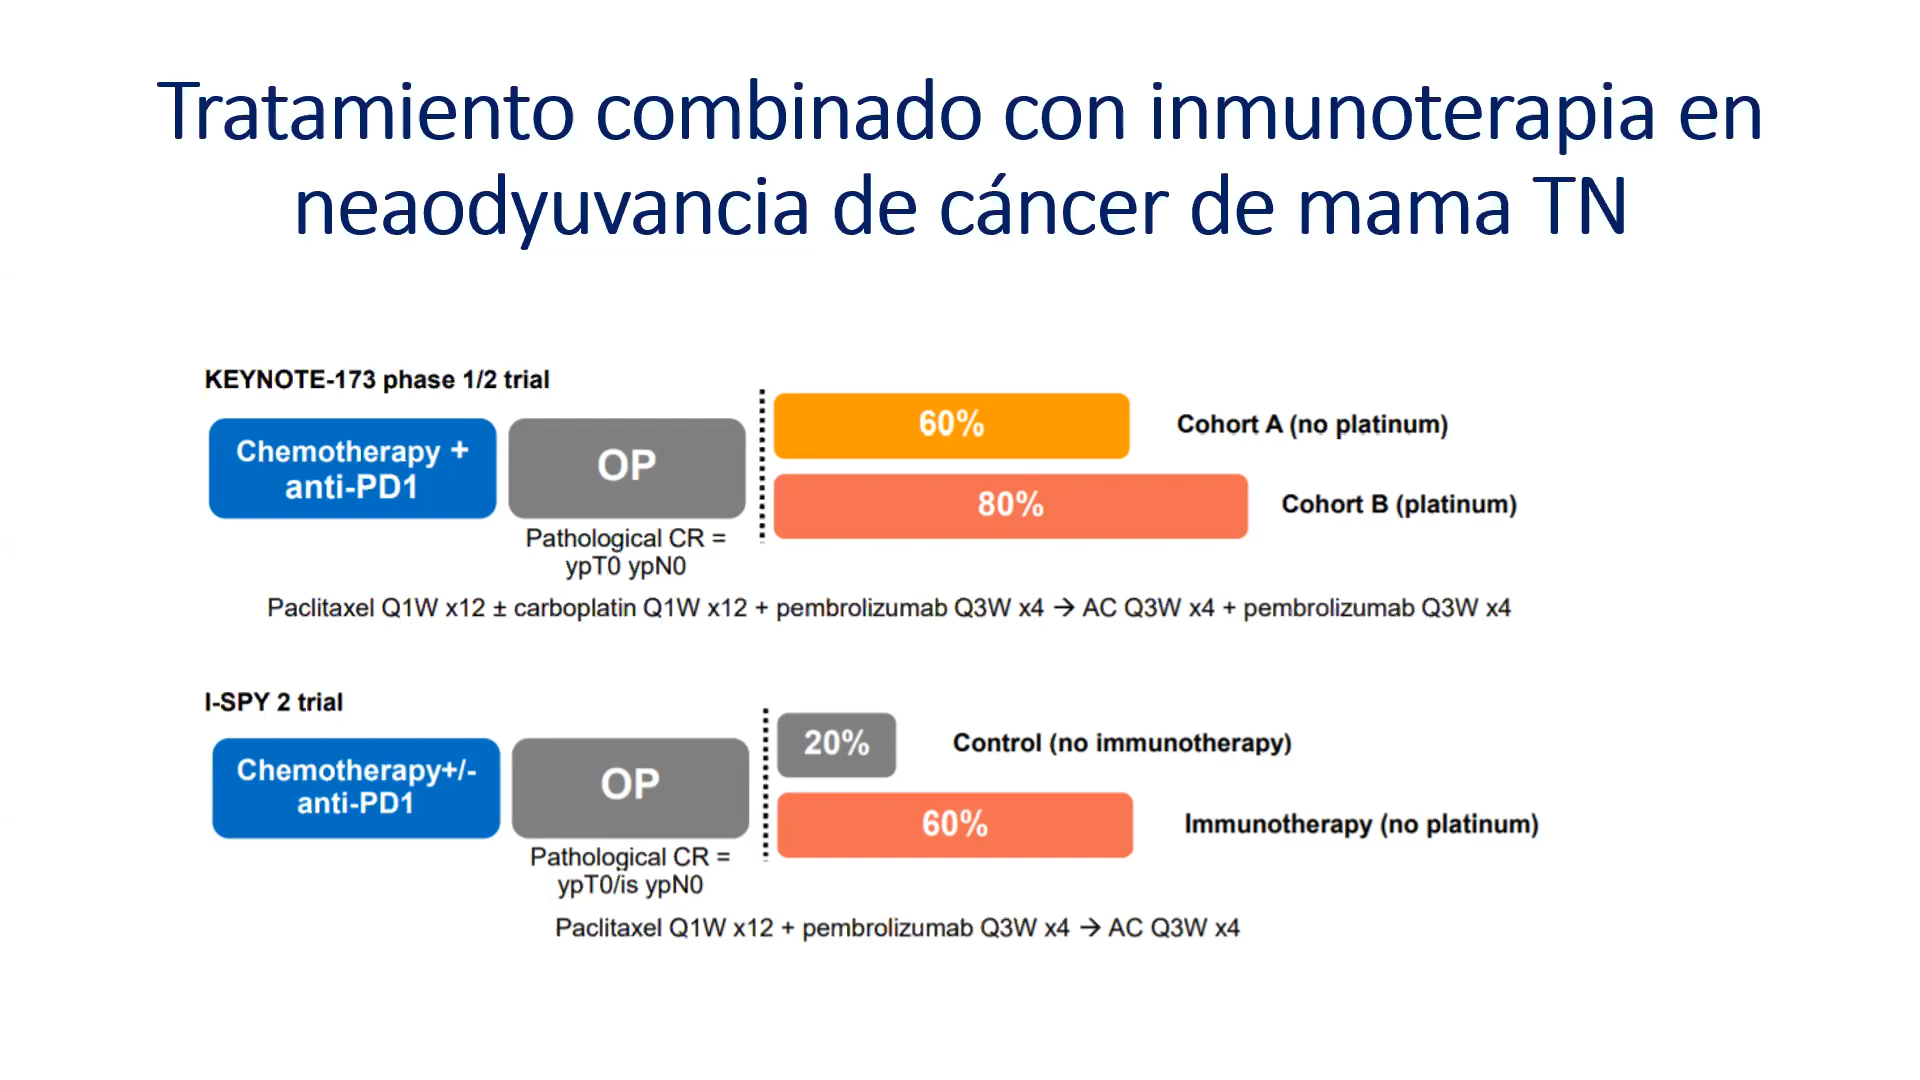 Tratamiento combinado con inmunoterapia en
neaodyuvancia de cáncer de mama TN
KEYNOTE-173 phase 1/2 trial
Chemotherapy +
anti-PD1
OP
Pathological CR =
ypT0 ypN0
60%
Cohort A (no platinum)
80%
Cohort B (platinum)
Paclitaxel Q1W x12 ± carboplatin Q1W x12 + pembrolizumab Q3W x4 → AC Q3W x4 + pembrolizumab Q3W x4
I-SPY 2 trial
Chemotherapy+/-
anti-PD1
OP
Pathological CR =
ypT0/is ypN0
20%
Control (no immunotherapy)
60%
Immunotherapy (no platinum)
Paclitaxel Q1W x12 + pembrolizumab Q3W x4 → AC Q3W x4